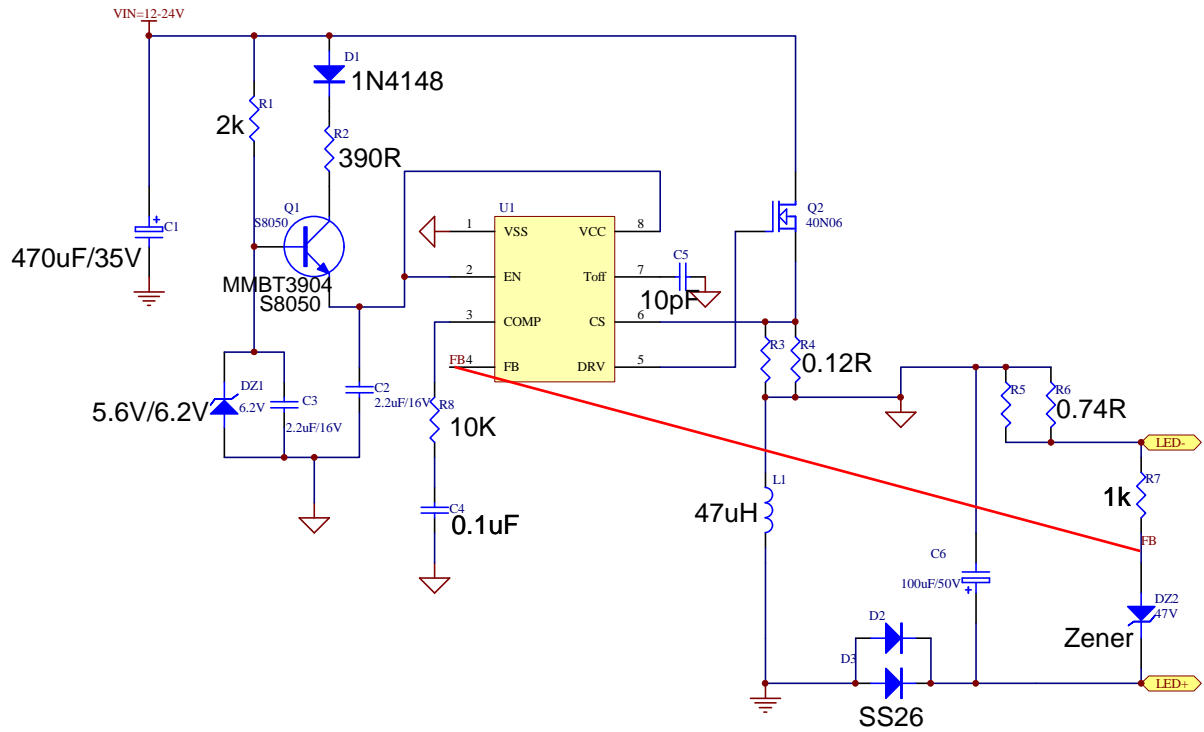 VIN=12-24V
D1
1N4148
R1
2k
R2
390R
Q1
S8050
MMBT3904
S8050
C1
470uF/35V
U1
1
VSS
VCC
8
2
EN
Toff
7
3
COMP
CS
6
FB4
FB
DRV
5
C5
10pF
Q2
40N06
R3
R4
0.12R
DZ1
6.2V
5.6V/6.2V
C3
2.2uF/16V
C2
2.2uF/16V
R8
10K
C4
0.1uF
R5
R6
0.74R
LED-
L1
47uH
R7
1k
FB
C6
100uF/50V
DZ2
47V
Zener
D2
D3
SS26
LED+